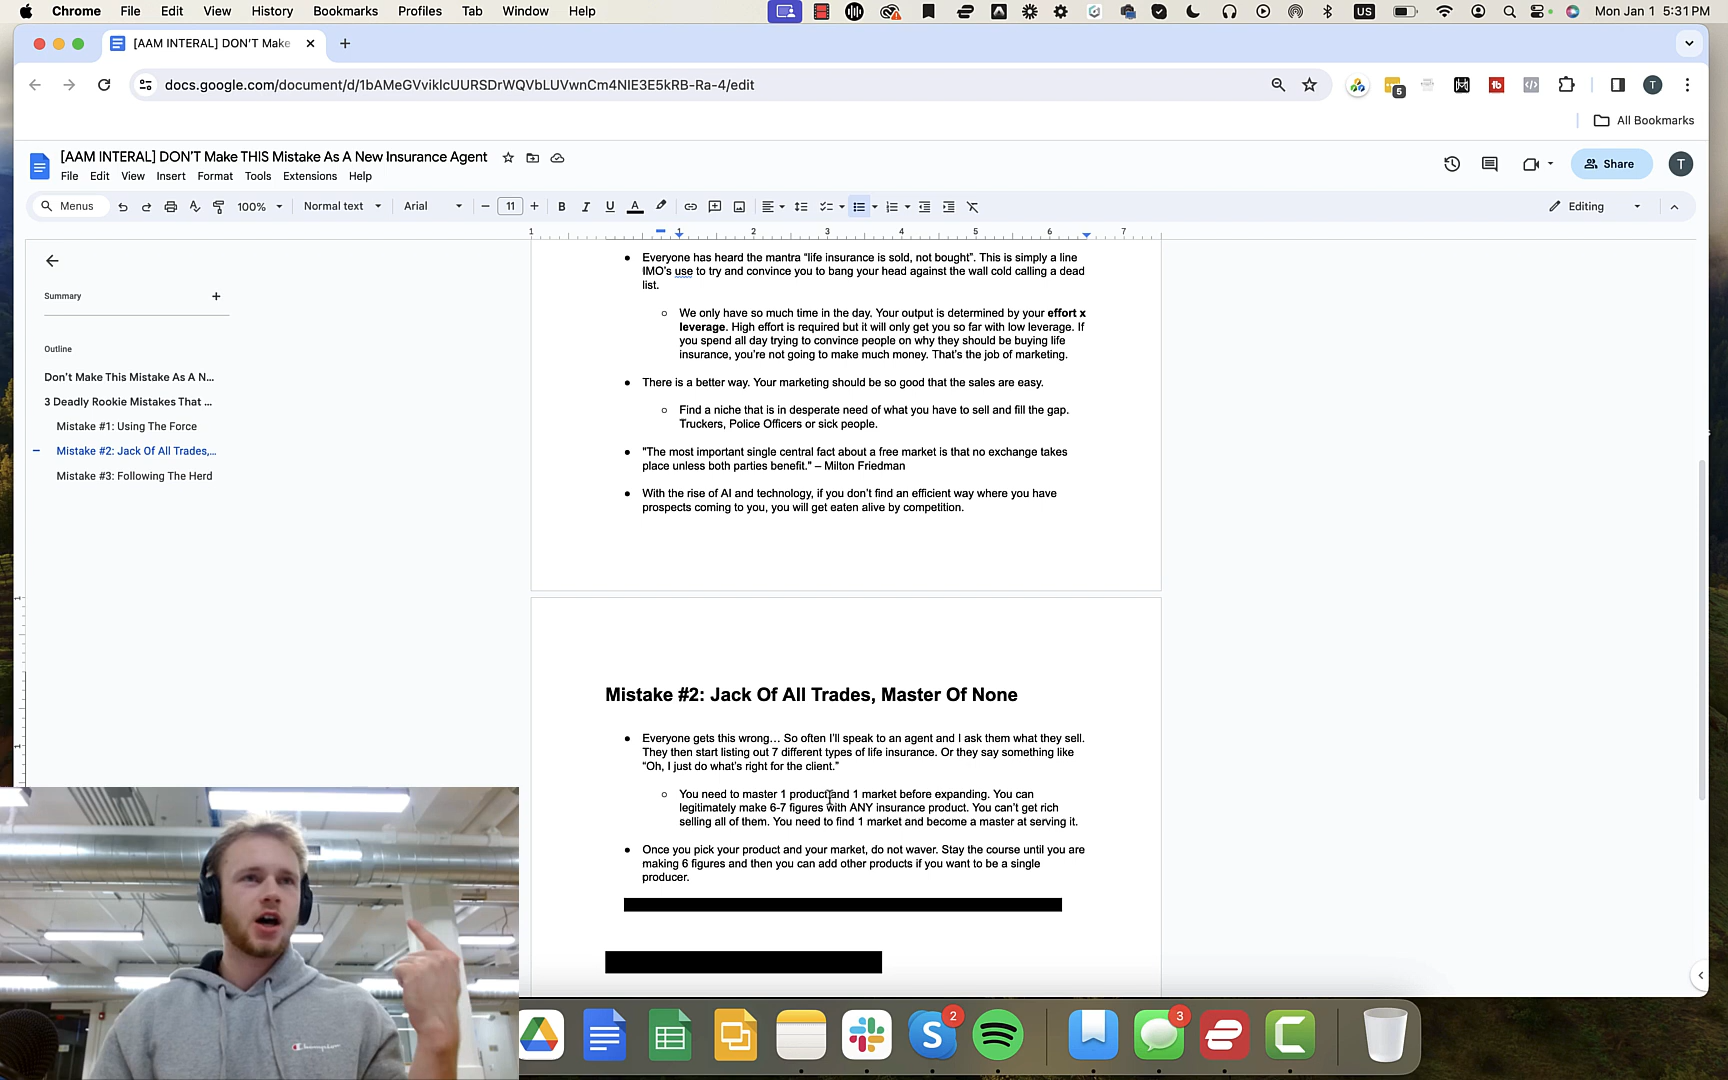 Chrome File Edit View History Bookmarks Profiles Tab Window Help US Mon Jan 1 5:31 PM
[AAM INTERAL] DON'T Make
docs.google.com/document/d/1bAMeGVviklcUURSDrWQVbLUVwnCm4NIE3E5kRB-Ra-4/edit 5 T
All Bookmarks
[AAM INTERAL] DON'T Make THIS Mistake As A New Insurance Agent
File Edit View Insert Format Tools Extensions Help
Share T
Menus 100% Normal text Arial 11 B I U A Editing
1 1 2 3 4 5 6 7
Summary
Outline
Don't Make This Mistake As A N...
3 Deadly Rookie Mistakes That ...
Mistake #1: Using The Force
Mistake #2: Jack Of All Trades,...
Mistake #3: Following The Herd
Everyone has heard the mantra “life insurance is sold, not bought”. This is simply a line
IMO's use to try and convince you to bang your head against the wall cold calling a dead
list.
We only have so much time in the day. Your output is determined by your effort x
leverage. High effort is required but it will only get you so far with low leverage. If
you spend all day trying to convince people on why they should be buying life
insurance, you're not going to make much money. That's the job of marketing.
There is a better way. Your marketing should be so good that the sales are easy.
Find a niche that is in desperate need of what you have to sell and fill the gap.
Truckers, Police Officers or sick people.
"The most important single central fact about a free market is that no exchange takes
place unless both parties benefit." – Milton Friedman
With the rise of AI and technology, if you don't find an efficient way where you have
prospects coming to you, you will get eaten alive by competition.
Mistake #2: Jack Of All Trades, Master Of None
Everyone gets this wrong… So often I'll speak to an agent and I ask them what they sell.
They then start listing out 7 different types of life insurance. Or they say something like
“Oh, I just do what's right for the client.”
You need to master 1 product and 1 market before expanding. You can
legitimately make 6-7 figures with ANY insurance product. You can't get rich
selling all of them. You need to find 1 market and become a master at serving it.
Once you pick your product and your market, do not waver. Stay the course until you are
making 6 figures and then you can add other products if you want to be a single
producer.
2
3